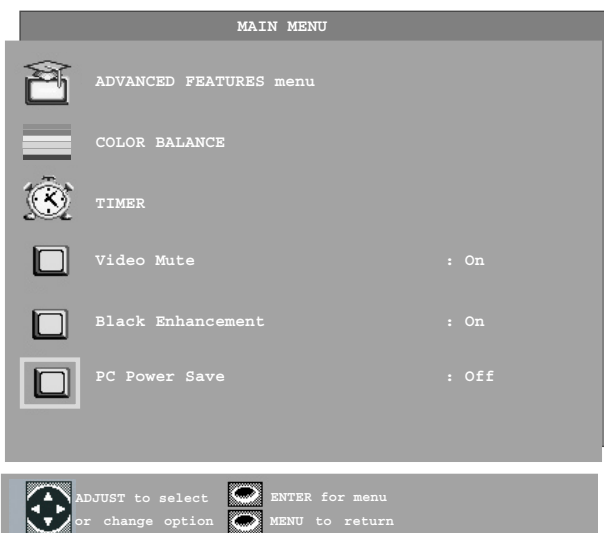 MAIN MENU
ADVANCED FEATURES menu
COLOR BALANCE
TIMER
Video Mute : On
Black Enhancement : On
PC Power Save : Off
ADJUST to select ENTER for menu
or change option MENU to return